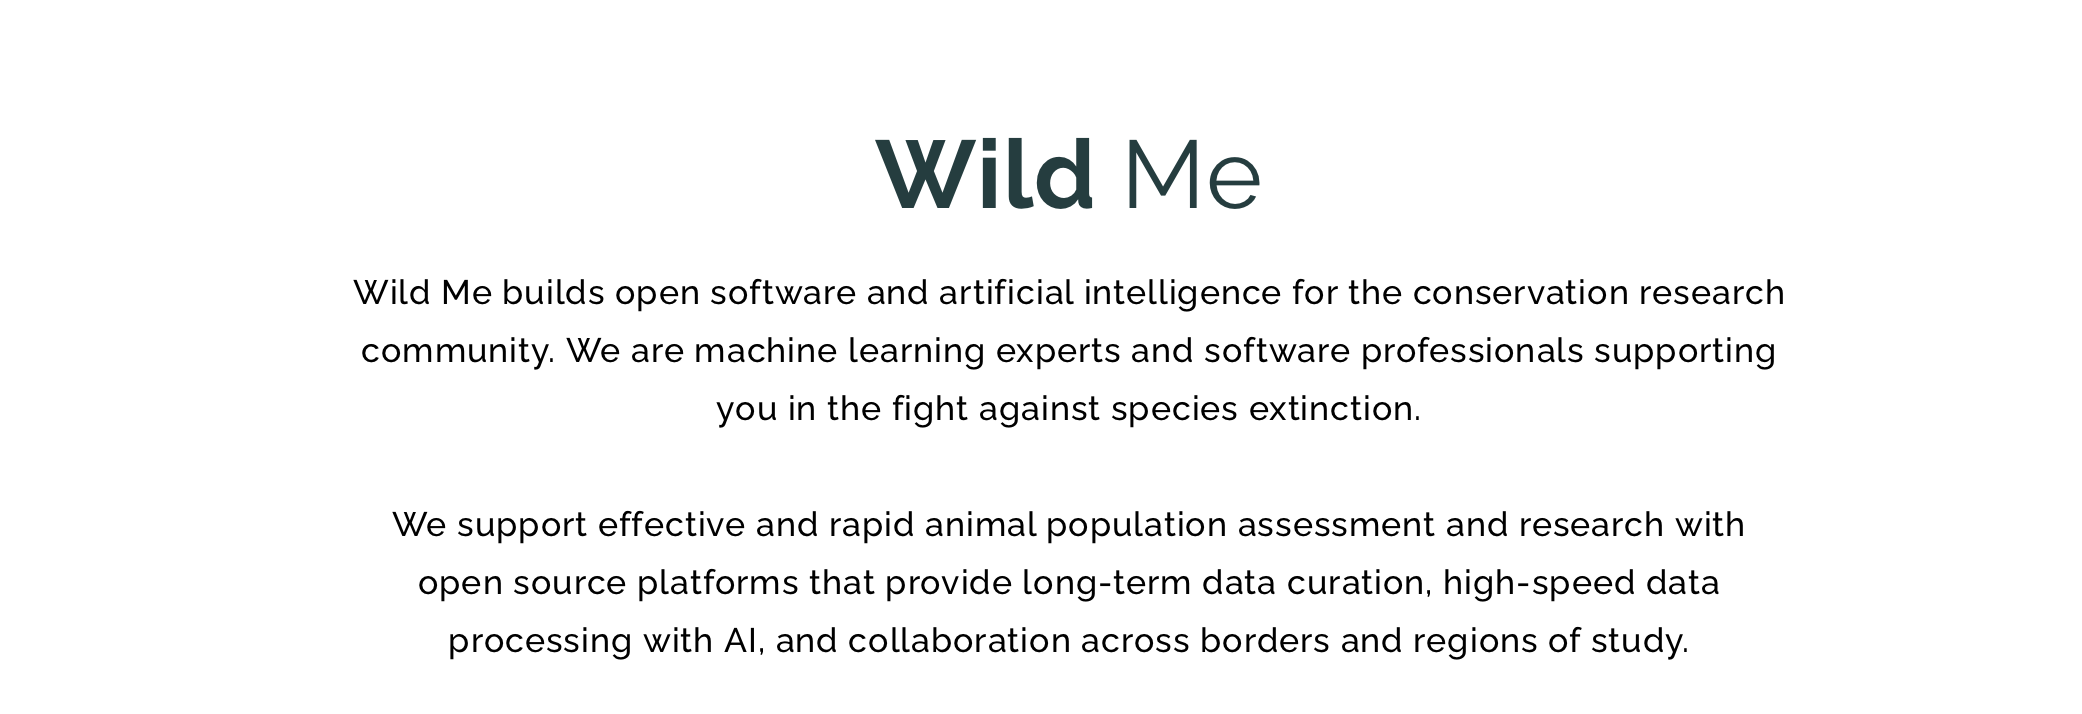 Wild Me
Wild Me builds open software and artificial intelligence for the conservation research
community. We are machine learning experts and software professionals supporting
you in the fight against species extinction.
We support effective and rapid animal population assessment and research with
open source platforms that provide long-term data curation, high-speed data
processing with AI, and collaboration across borders and regions of study.